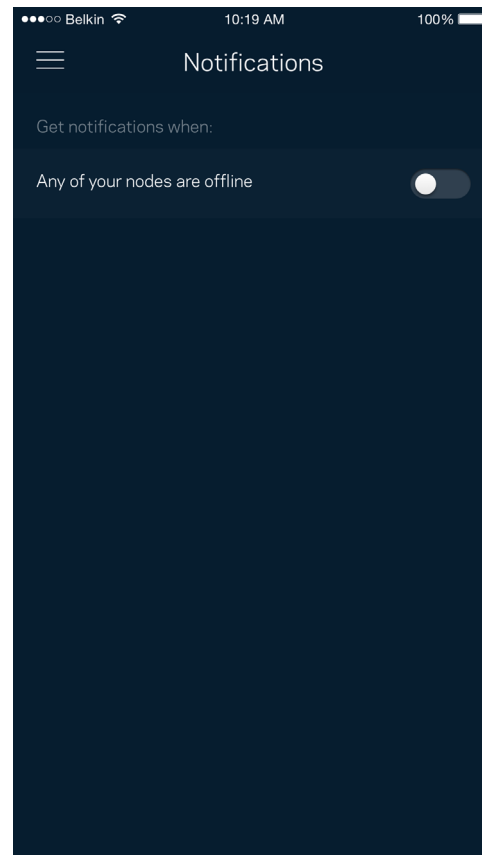 Belkin 10:19 AM 100%
Notifications
Get notifications when:
Any of your nodes are offline